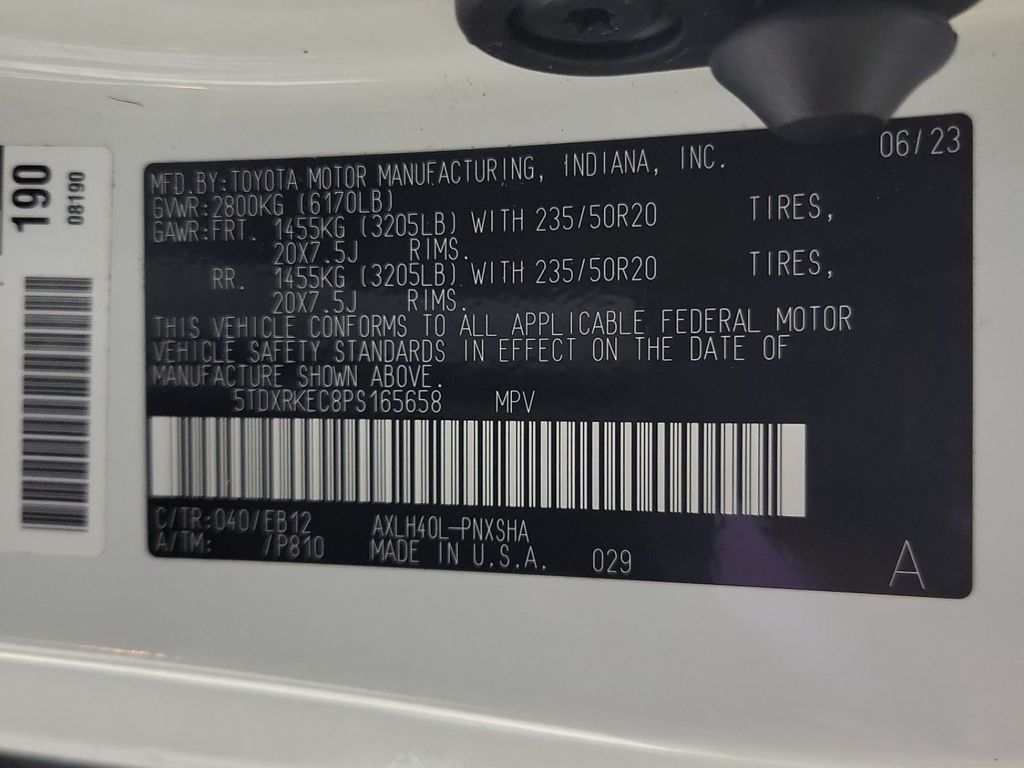 190
08190
06/23
MFD.BY:TOYOTA MOTOR MANUFACTURING, INDIANA, INC.
GVWR:2800KG (6170LB)
GAWR:FRT. 1455KG (3205LB) WITH 235/50R20 TIRES,
20X7.5J RIMS.
RR. 1455KG (3205LB) WITH 235/50R20 TIRES,
20X7.5J RIMS.
THIS VEHICLE CONFORMS TO ALL APPLICABLE FEDERAL MOTOR
VEHICLE SAFETY STANDARDS IN EFFECT ON THE DATE OF
MANUFACTURE SHOWN ABOVE.
5TDXRKEC8PS165658 MPV
C/TR:040/EB12 AXLH40L-PNXSHA
A/TM: /P810 MADE IN U.S.A. 029
A